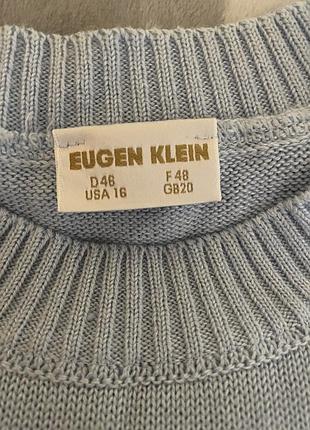 EUGEN KLEIN
D46 F 48
USA 16 GB20